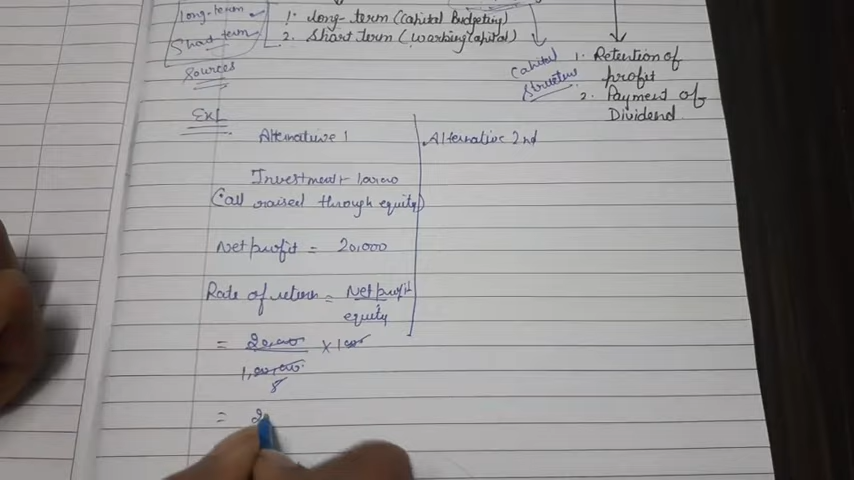 Long-term
Short term
Sources
1. Long-term (Capital Budgeting)
2. Short term (Working Capital)
Capital
Structure
1. Retention of
profit
2. Payment of
Dividend
Ex1
Alternative 1
Investment - 1,00,000
(all raised through equity)
Net profit = 20,000
Rate of return = Net profit
equity
= 20,000 × 100
1,00,000
5
= 2
Alternative 2nd